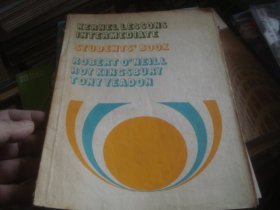 KERNEL LESSONS
INTERMEDIATE
STUDENTS' BOOK
ROBERT O'NEILL
ROY KINGSBURY
TONY YEADON